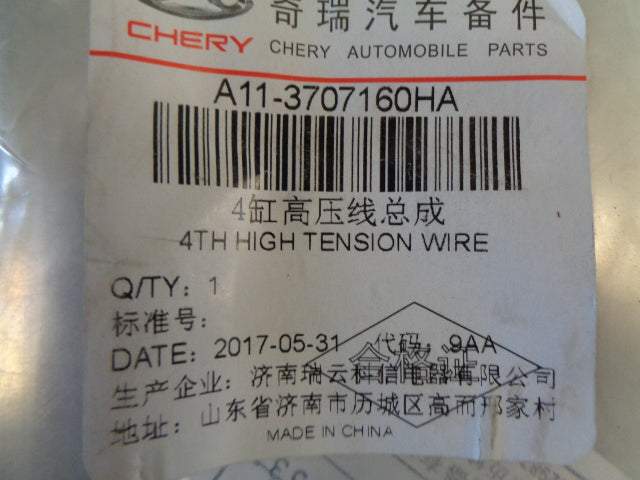 奇瑞汽车备件
CHERY CHERY AUTOMOBILE PARTS
A11-3707160HA
4缸高压线总成
4TH HIGH TENSION WIRE
Q/TY: 1
标准号:
DATE: 2017-05-31 代码: 9AA
合格证
生产企业: 济南瑞云科信电器有限公司
地址: 山东省济南市历城区高而邢家村
MADE IN CHINA